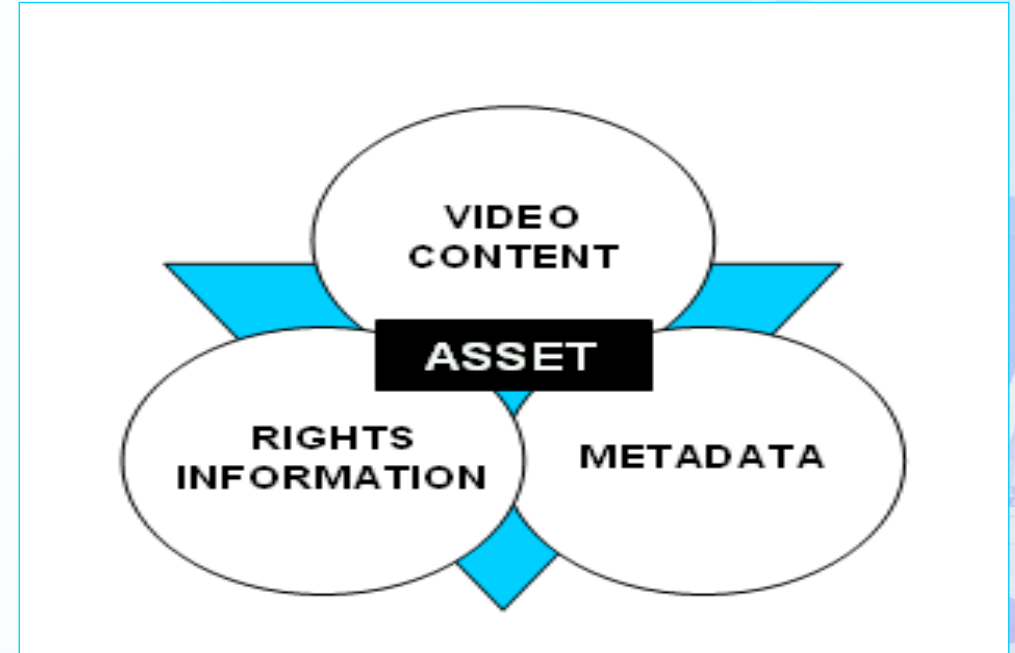 VIDEO
CONTENT
ASSET
RIGHTS
INFORMATION
METADATA